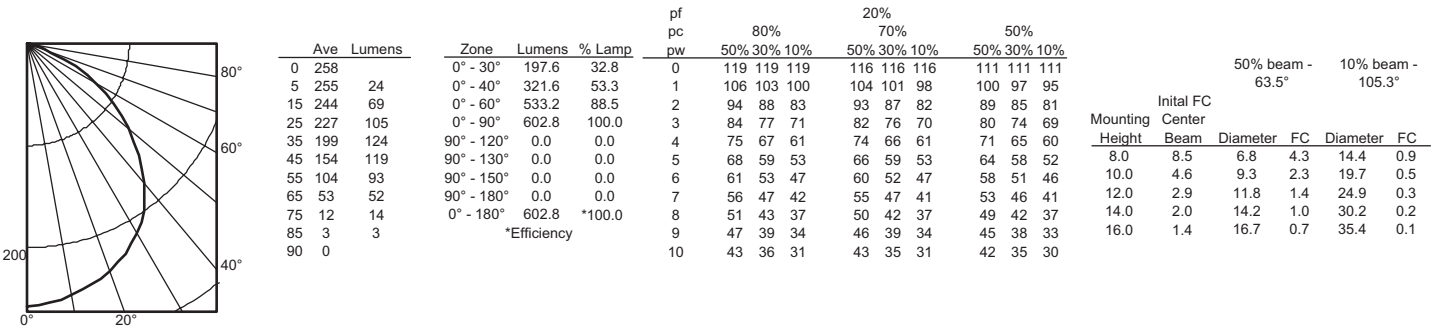 80°
60°
40°
200
0° 20°
Ave Lumens
0 258
5 255 24
15 244 69
25 227 105
35 199 124
45 154 119
55 104 93
65 53 52
75 12 14
85 3 3
90 0
Zone Lumens % Lamp
0° - 30° 197.6 32.8
0° - 40° 321.6 53.3
0° - 60° 533.2 88.5
0° - 90° 602.8 100.0
90° - 120° 0.0 0.0
90° - 130° 0.0 0.0
90° - 150° 0.0 0.0
90° - 180° 0.0 0.0
0° - 180° 602.8 *100.0
*Efficiency
pf 20%
pc 80% 70% 50%
pw 50% 30% 10% 50% 30% 10% 50% 30% 10%
0 119 119 119 116 116 116 111 111 111
1 106 103 100 104 101 98 100 97 95
2 94 88 83 93 87 82 89 85 81
3 84 77 71 82 76 70 80 74 69
4 75 67 61 74 66 61 71 65 60
5 68 59 53 66 59 53 64 58 52
6 61 53 47 60 52 47 58 51 46
7 56 47 42 55 47 41 53 46 41
8 51 43 37 50 42 37 49 42 37
9 47 39 34 46 39 34 45 38 33
10 43 36 31 43 35 31 42 35 30
50% beam - 10% beam -
63.5° 105.3°
Inital FC
Mounting Center
Height Beam Diameter FC Diameter FC
8.0 8.5 6.8 4.3 14.4 0.9
10.0 4.6 9.3 2.3 19.7 0.5
12.0 2.9 11.8 1.4 24.9 0.3
14.0 2.0 14.2 1.0 30.2 0.2
16.0 1.4 16.7 0.7 35.4 0.1